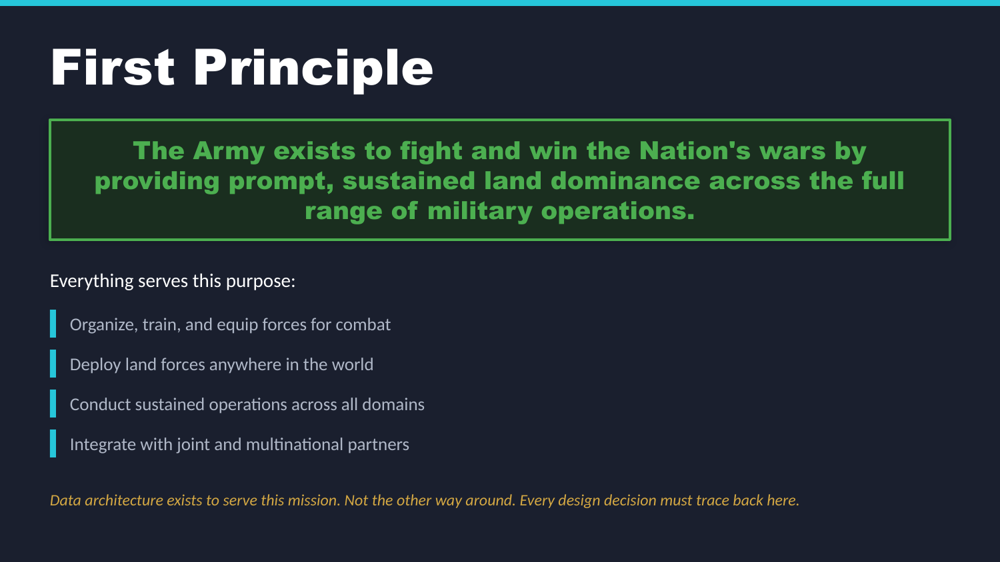 First Principle
The Army exists to fight and win the Nation's wars by
providing prompt, sustained land dominance across the full
range of military operations.
Everything serves this purpose:
Organize, train, and equip forces for combat
Deploy land forces anywhere in the world
Conduct sustained operations across all domains
Integrate with joint and multinational partners
Data architecture exists to serve this mission. Not the other way around. Every design decision must trace back here.